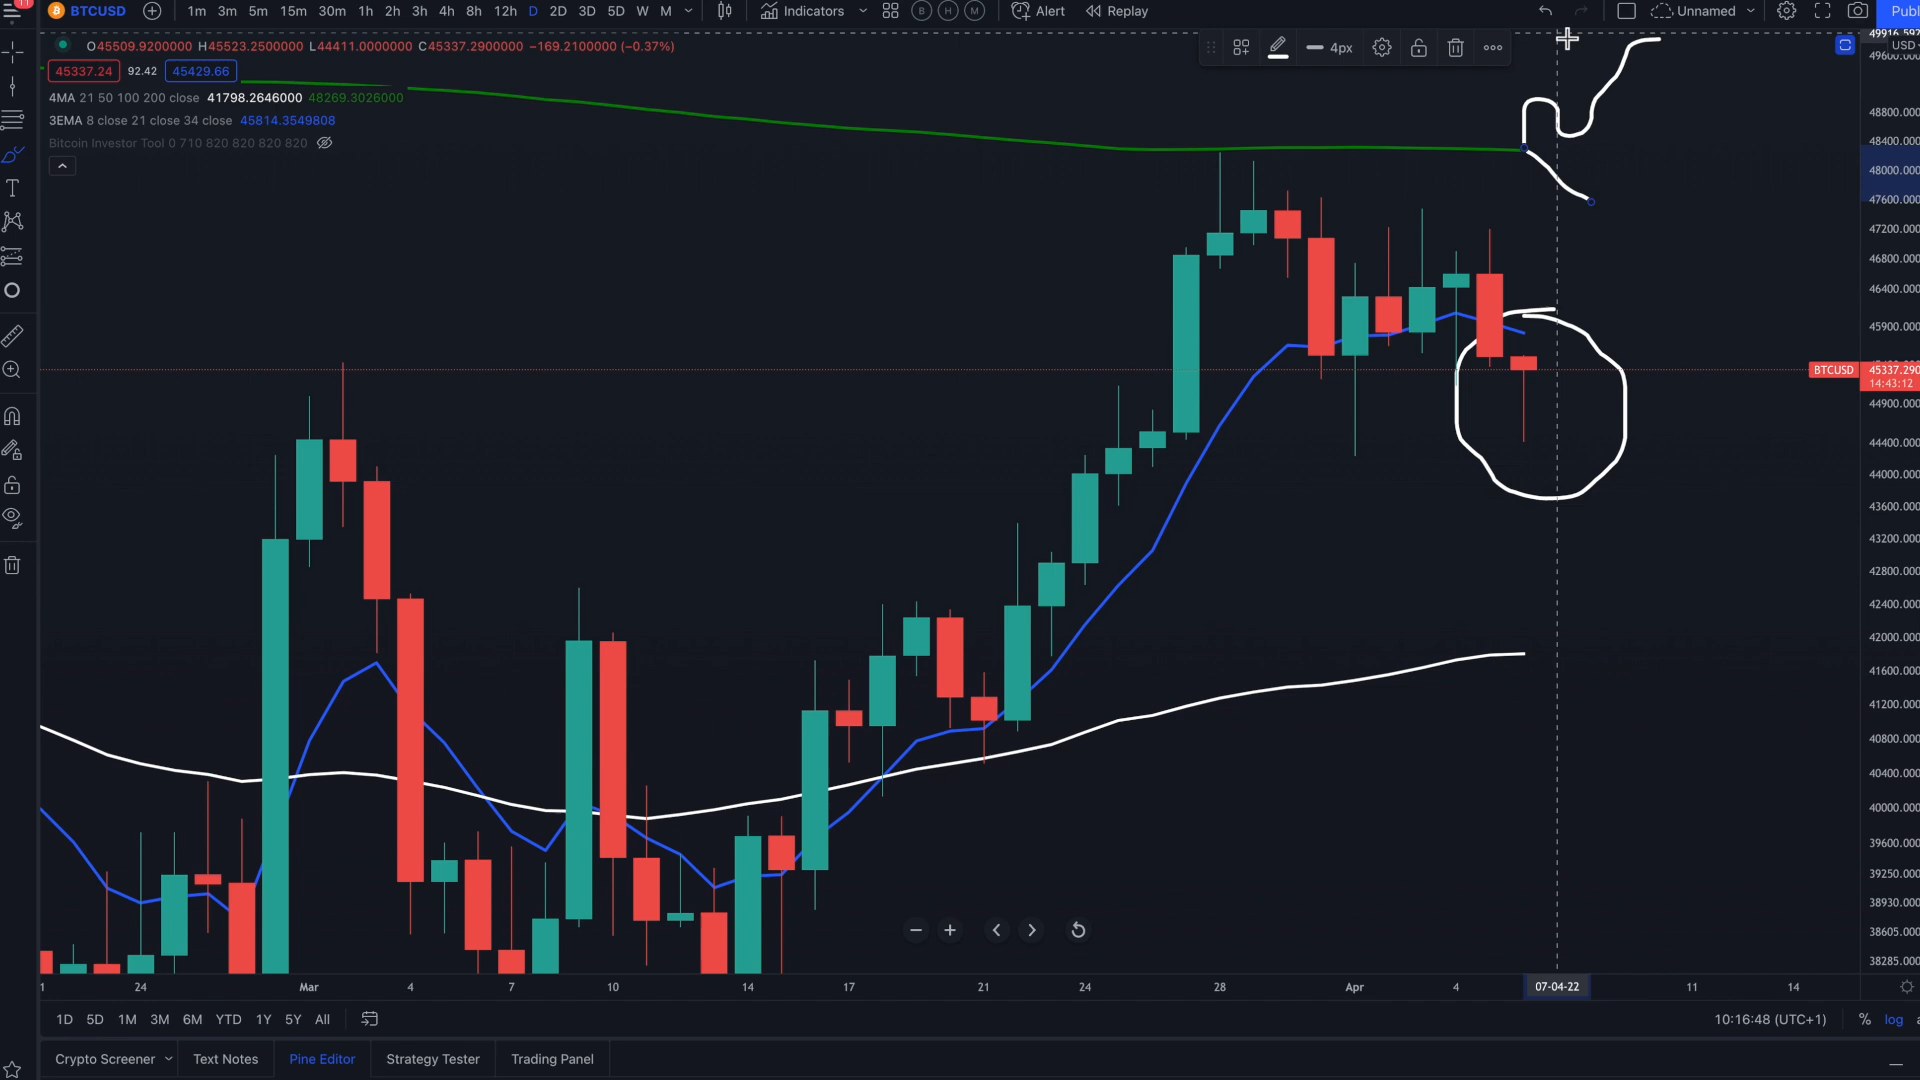 11
BTCUSD 1m 3m 5m 15m 30m 1h 2h 3h 4h 8h 12h D 2D 3D 5D W M Indicators B H M Alert Replay Unnamed Publ
O45509.9200000 H45523.2500000 L44411.0000000 C45337.2900000 −169.2100000 (−0.37%)
4px
USD
45337.24 92.42 45429.66
4MA 21 50 100 200 close 41798.2646000 48269.3026000
3EMA 8 close 21 close 34 close 45814.3549808
Bitcoin Investor Tool 0 710 820 820 820 820
49916.597
49600.000
48800.000
48400.000
48000.000
47600.000
47200.000
46800.000
46400.000
45900.000
BTCUSD 45337.290
14:43:12
44900.000
44400.000
44000.000
43600.000
43200.000
42800.000
42400.000
42000.000
41600.000
41200.000
40800.000
40400.000
40000.000
39600.000
39250.000
38930.000
38605.000
38285.000
1 24 Mar 4 7 10 14 17 21 24 28 Apr 4 07-04-22 11 14
1D 5D 1M 3M 6M YTD 1Y 5Y All 10:16:48 (UTC+1) % log a
Crypto Screener Text Notes Pine Editor Strategy Tester Trading Panel